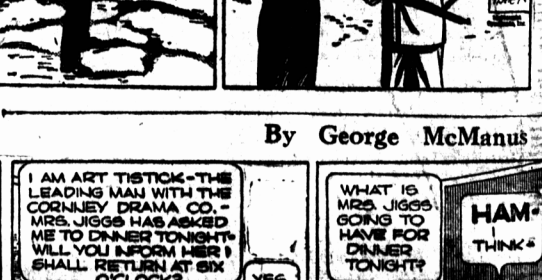 By George McManus
I AM ART TISTICK-THE
LEADING MAN WITH THE
CORNNEY DRAMA CO.-
MRS. JIGGS HAS ASKED
ME TO DINNER TONIGHT-
WILL YOU INFORM HER I
SHALL RETURN AT SIX
YES
WHAT IS
MRS. JIGGS
GOING TO
HAVE FOR
DINNER
TONIGHT?
HAM-
I
THINK-